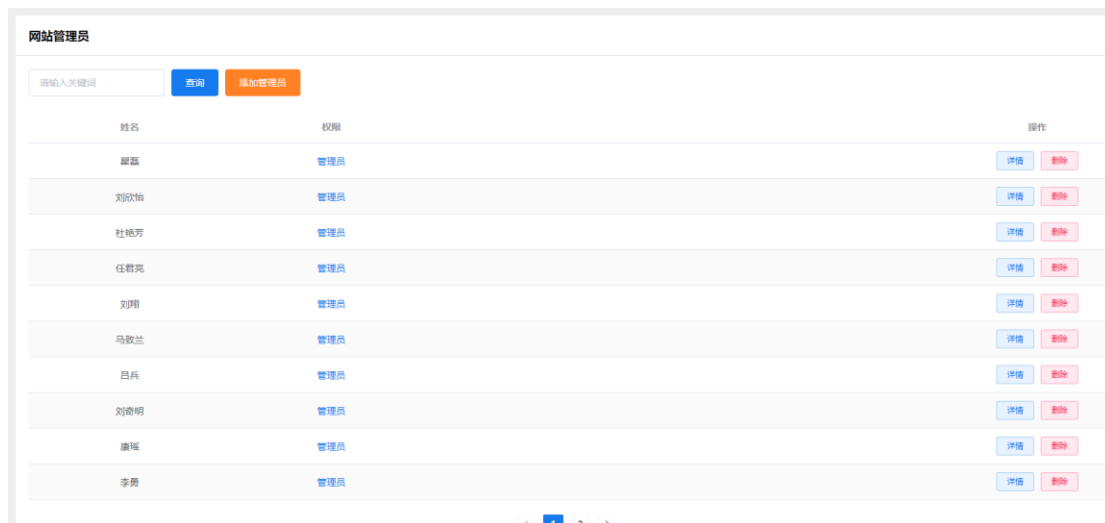 网站管理员
请输入关键词 查询 添加管理员
姓名 权限 操作
瞿磊 管理员 详情 删除
刘欣怡 管理员 详情 删除
杜艳芳 管理员 详情 删除
任君亮 管理员 详情 删除
刘翔 管理员 详情 删除
马致兰 管理员 详情 删除
吕兵 管理员 详情 删除
刘奇明 管理员 详情 删除
康瑶 管理员 详情 删除
李勇 管理员 详情 删除
1 2